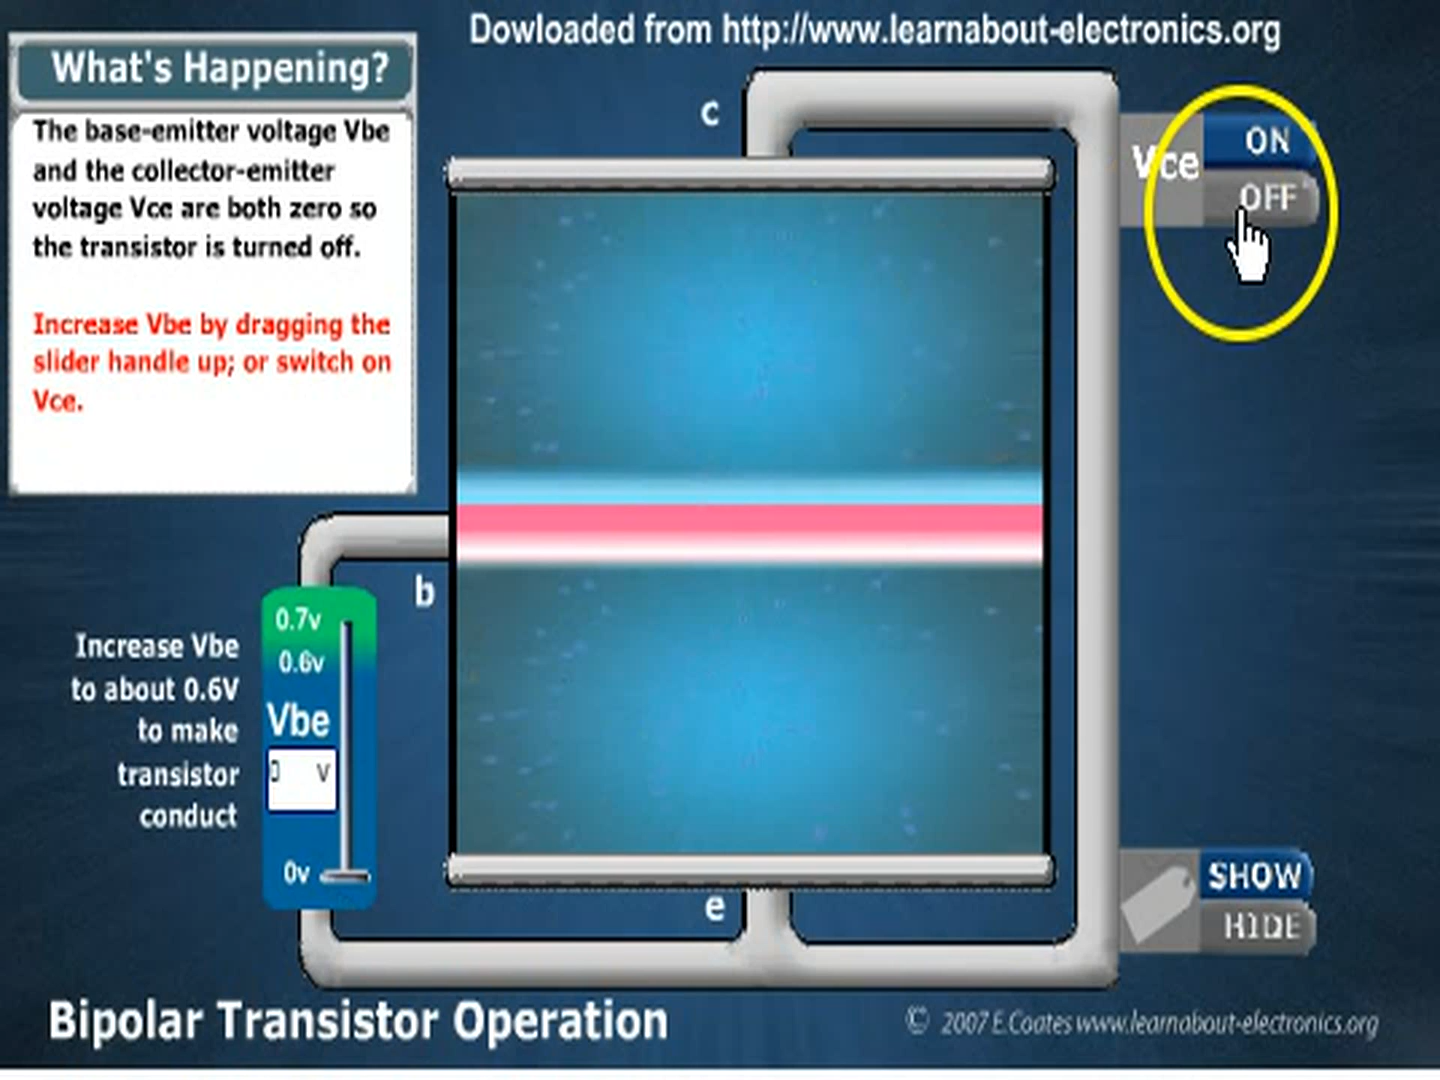 Dowloaded from http://www.learnabout-electronics.org
What's Happening?
The base-emitter voltage Vbe
and the collector-emitter
voltage Vce are both zero so
the transistor is turned off.
Increase Vbe by dragging the
slider handle up; or switch on
Vce.
c
Vce
ON
OFF
b
Increase Vbe
to about 0.6V
to make
transistor
conduct
0.7v
0.6v
Vbe
0 V
0v
e
SHOW
HIDE
Bipolar Transistor Operation
© 2007 E.Coates www.learnabout-electronics.org